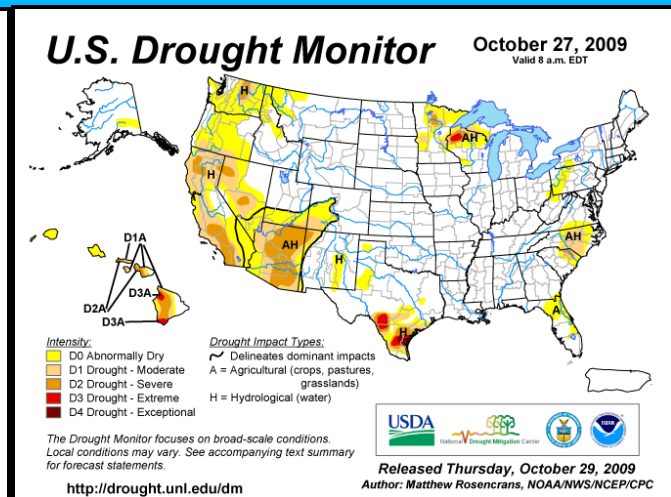 U.S. Drought Monitor
October 27, 2009
Valid 8 a.m. EDT
H
AH
H
AH
H
AH
A
H
D1A
D3A
D2A
D3A
Intensity:
D0 Abnormally Dry
D1 Drought - Moderate
D2 Drought - Severe
D3 Drought - Extreme
D4 Drought - Exceptional
Drought Impact Types:
Delineates dominant impacts
A = Agricultural (crops, pastures,
grasslands)
H = Hydrological (water)
The Drought Monitor focuses on broad-scale conditions.
Local conditions may vary. See accompanying text summary
for forecast statements.
http://drought.unl.edu/dm
USDA
National Drought Mitigation Center
NOAA
Released Thursday, October 29, 2009
Author: Matthew Rosencrans, NOAA/NWS/NCEP/CPC